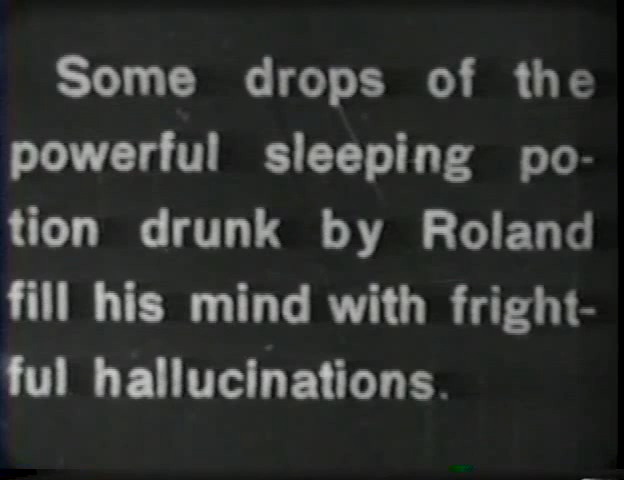 Some drops of the
powerful sleeping po-
tion drunk by Roland
fill his mind with fright-
ful hallucinations.